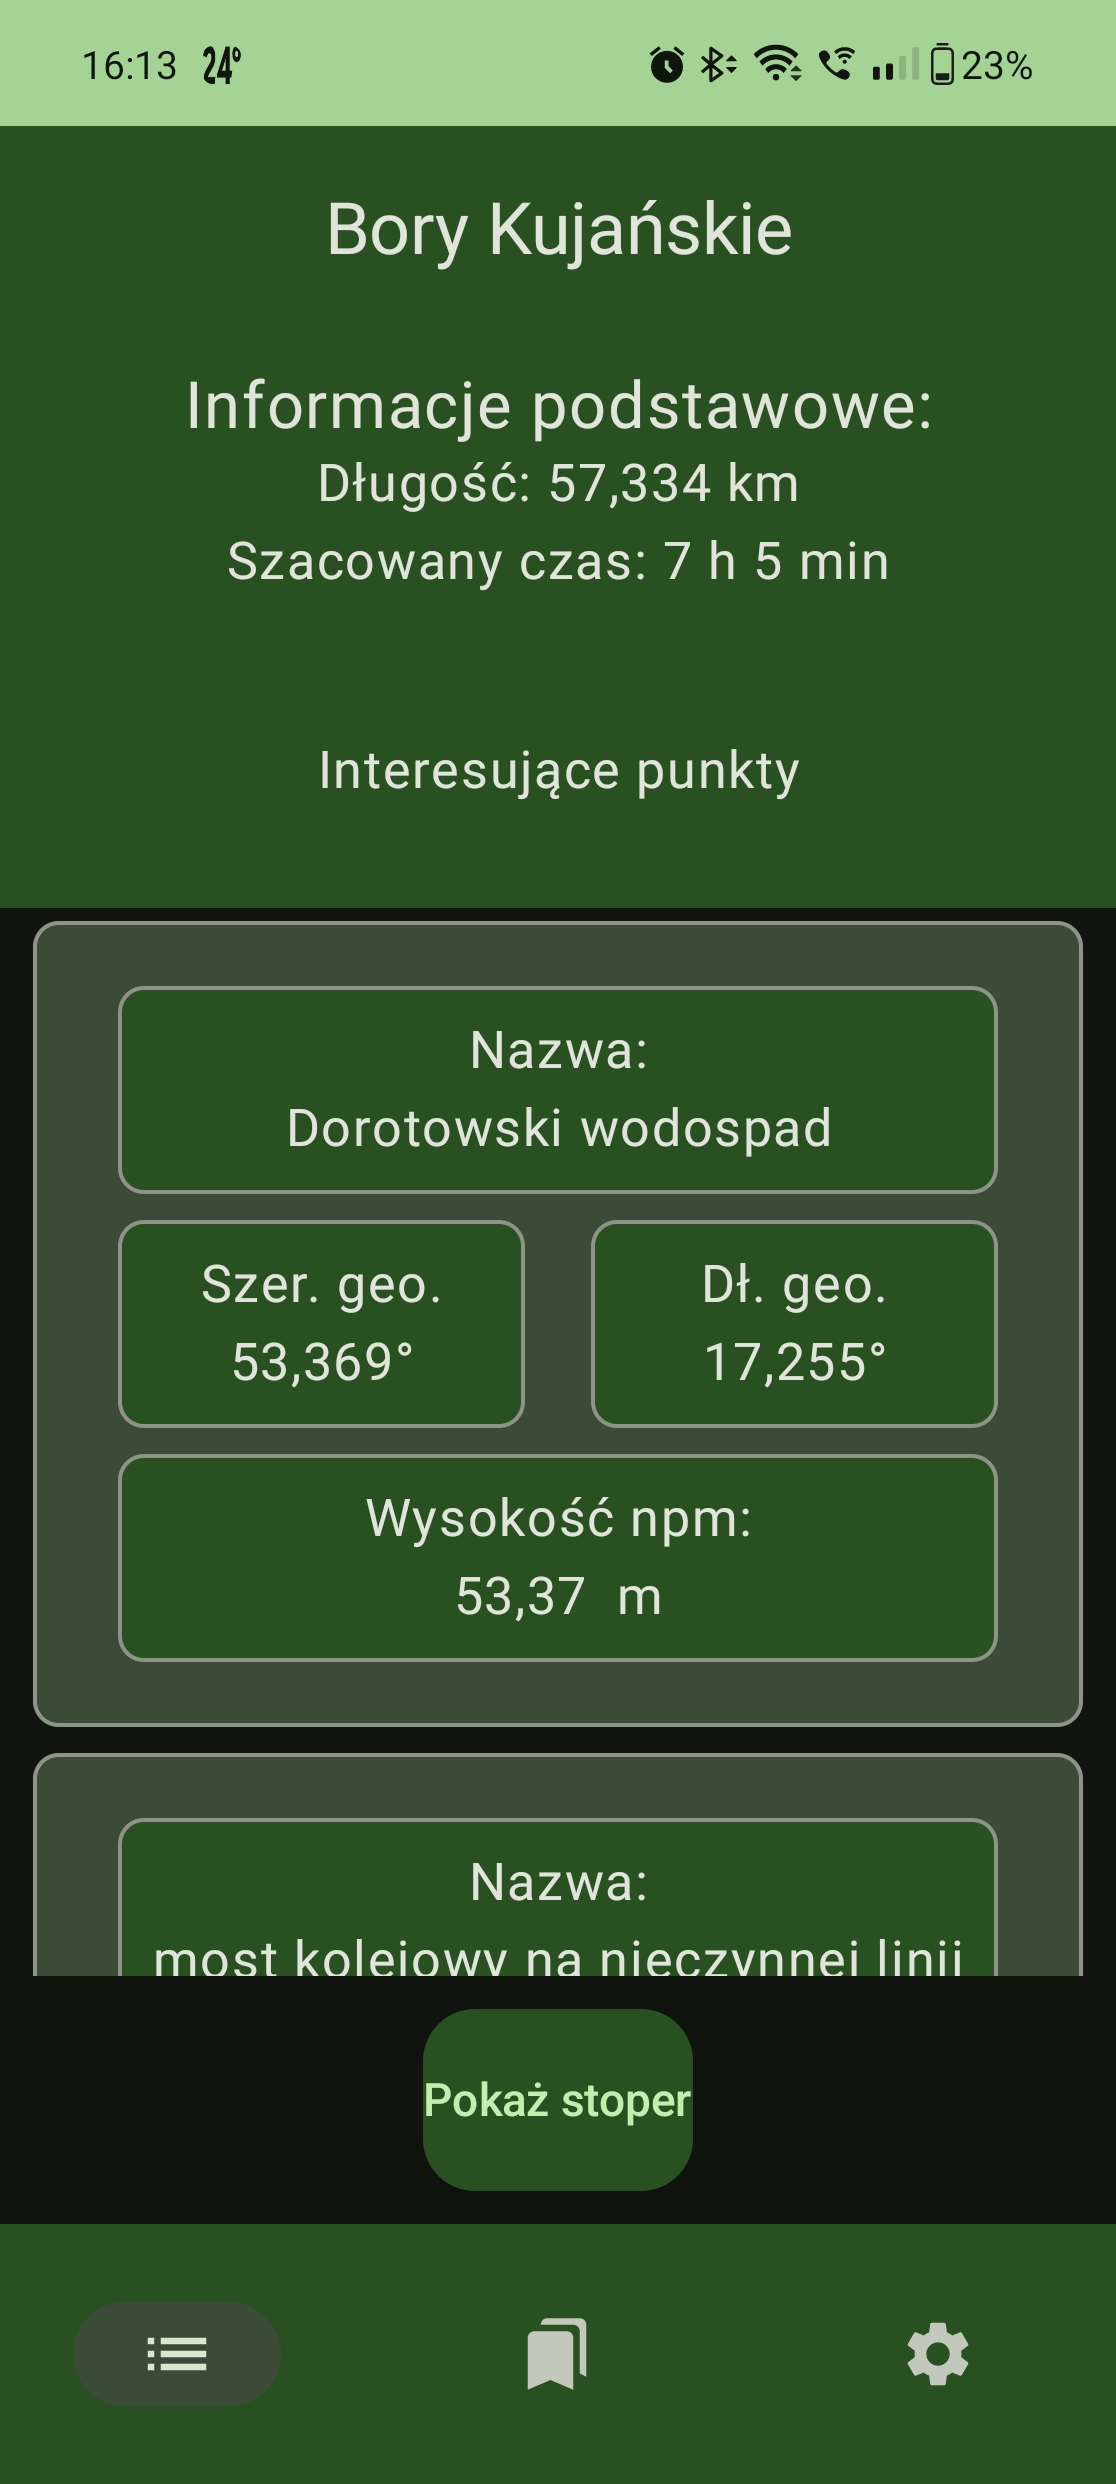 16:13 24° 23%
Bory Kujańskie
Informacje podstawowe:
Długość: 57,334 km
Szacowany czas: 7 h 5 min
Interesujące punkty
Nazwa:
Dorotowski wodospad
Szer. geo.
53,369°
Dł. geo.
17,255°
Wysokość npm:
53,37 m
Nazwa:
most kolejowy na nieczynnej linii
Pokaż stoper